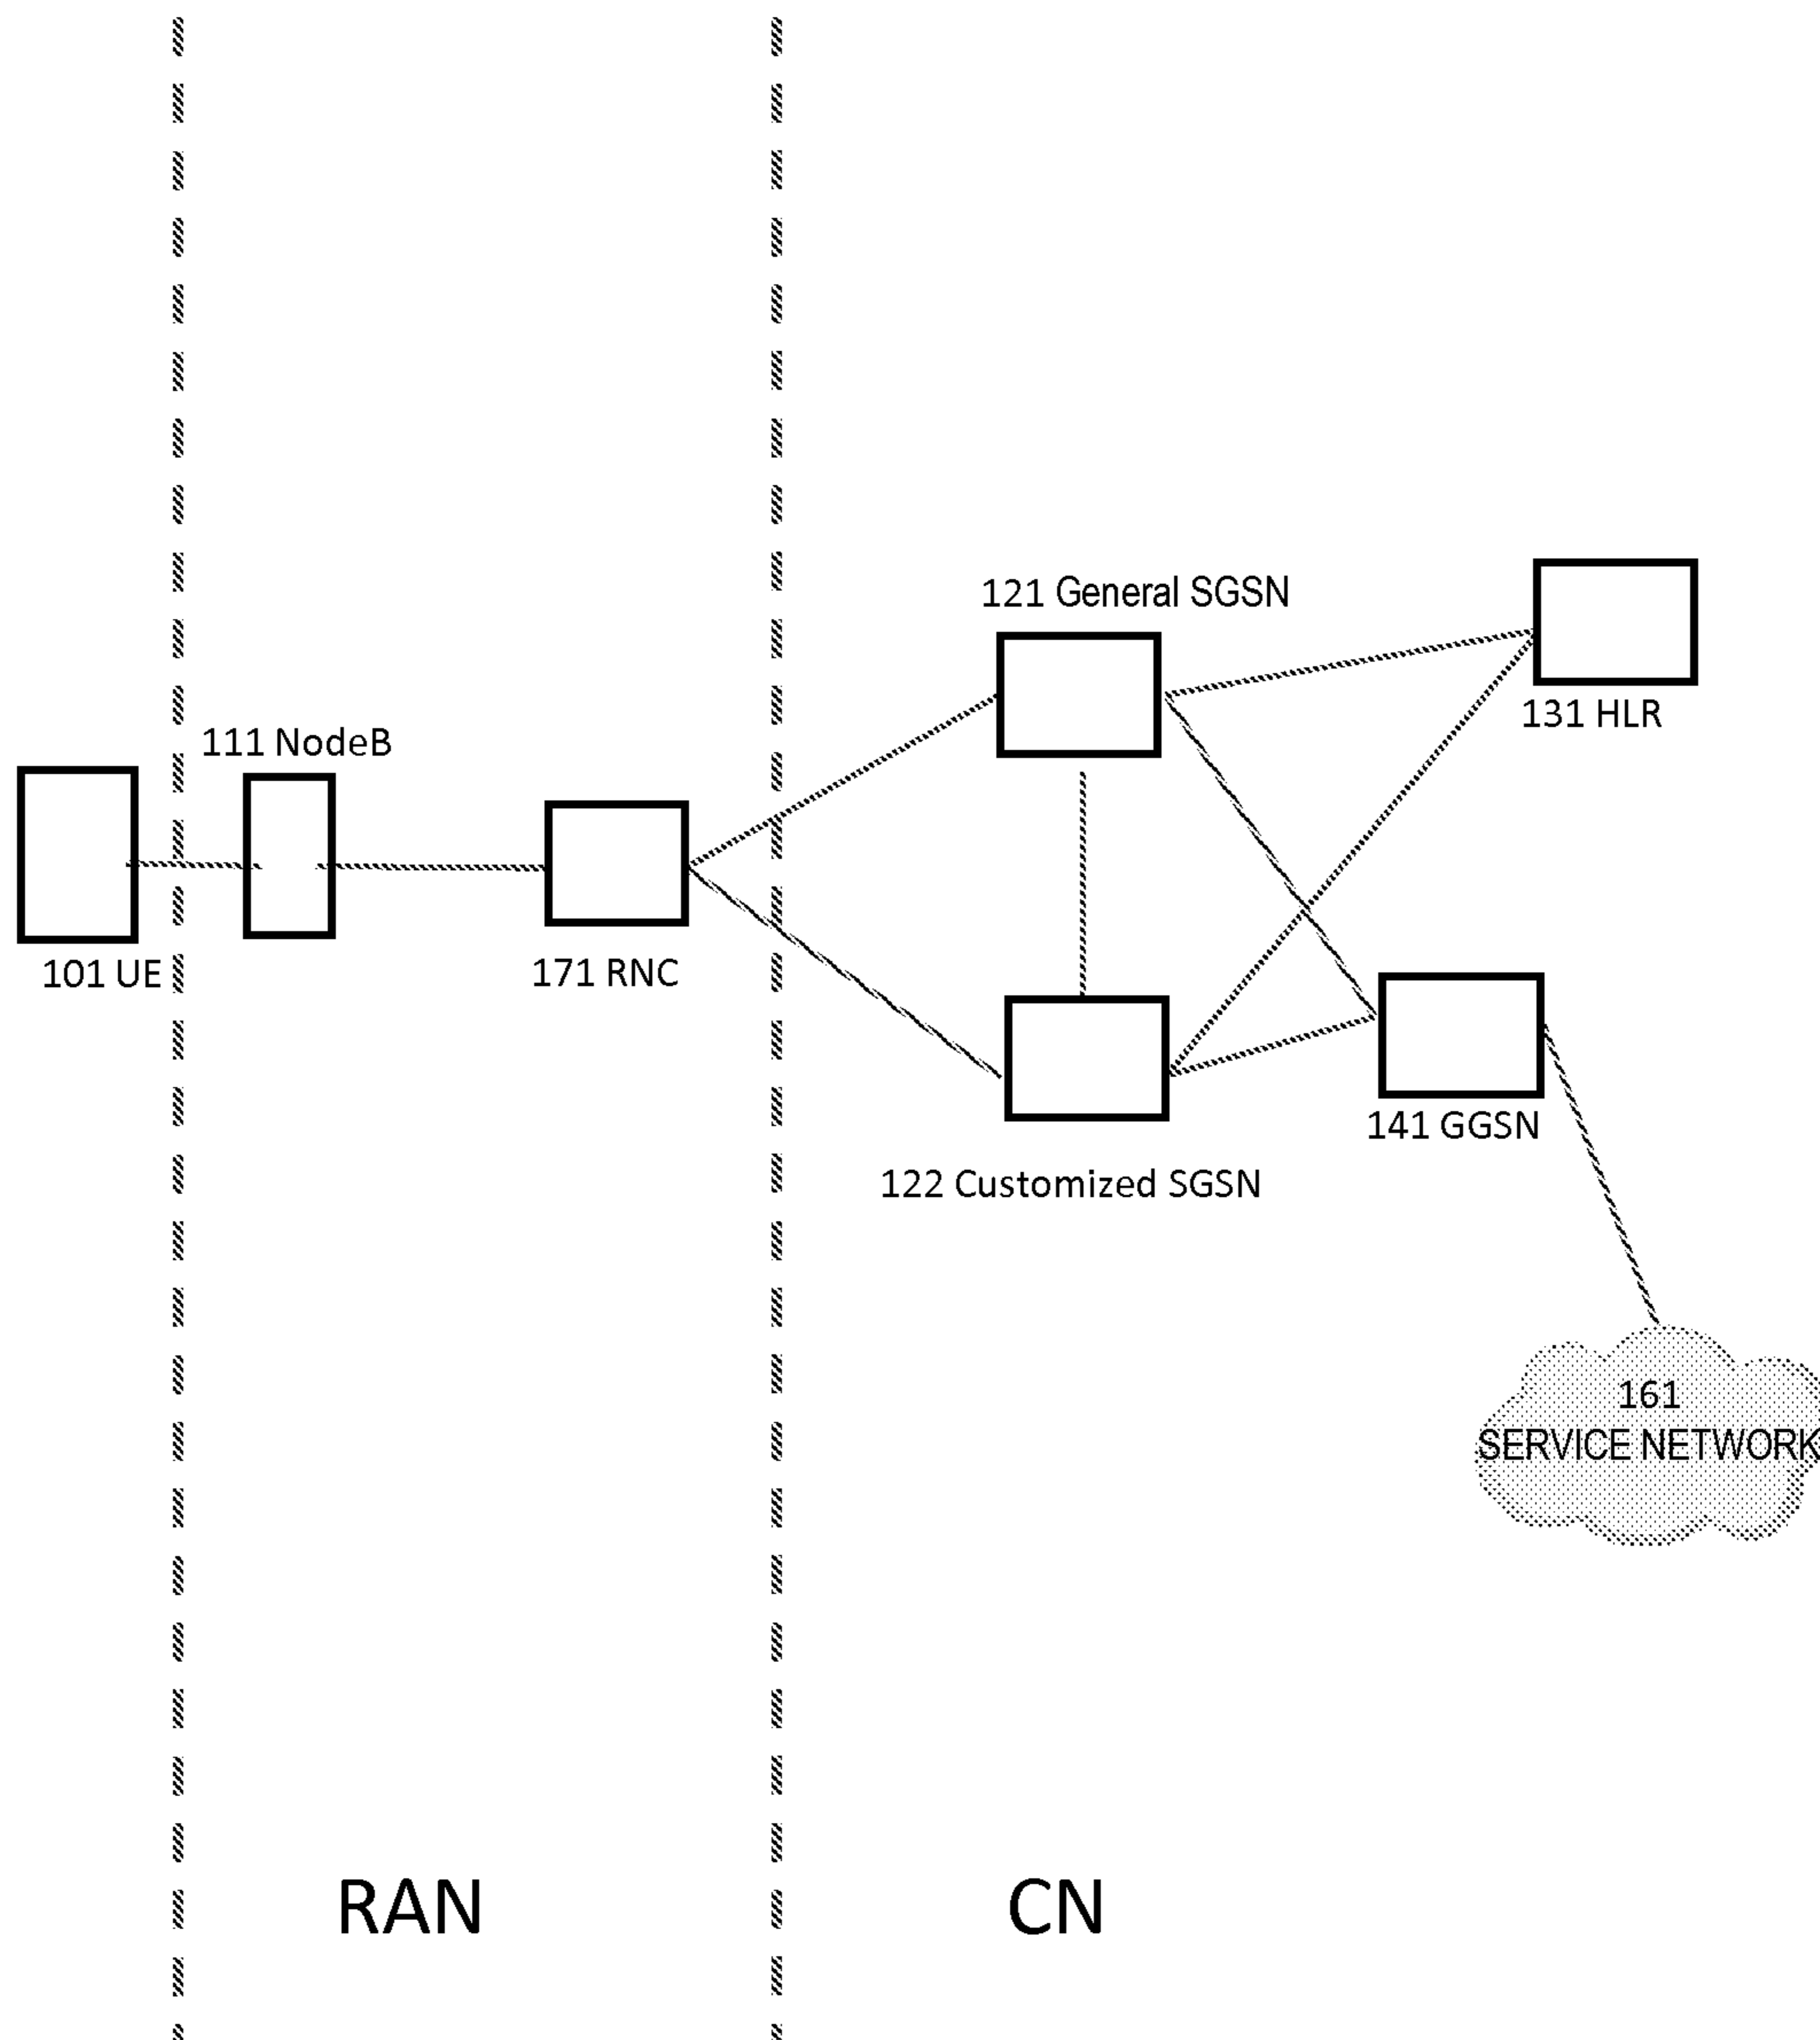 121 General SGSN
131 HLR
111 NodeB
101 UE
171 RNC
141 GGSN
122 Customized SGSN
161
SERVICE NETWORK
RAN
CN